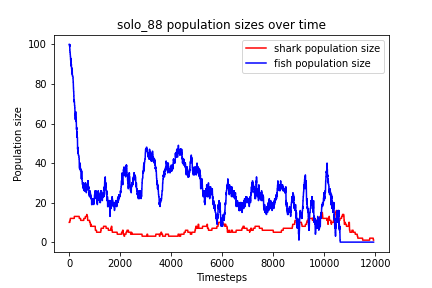 solo_88 population sizes over time
shark population size
fish population size
100
80
60
40
20
0
Population size
0
2000
4000
6000
8000
10000
12000
Timesteps